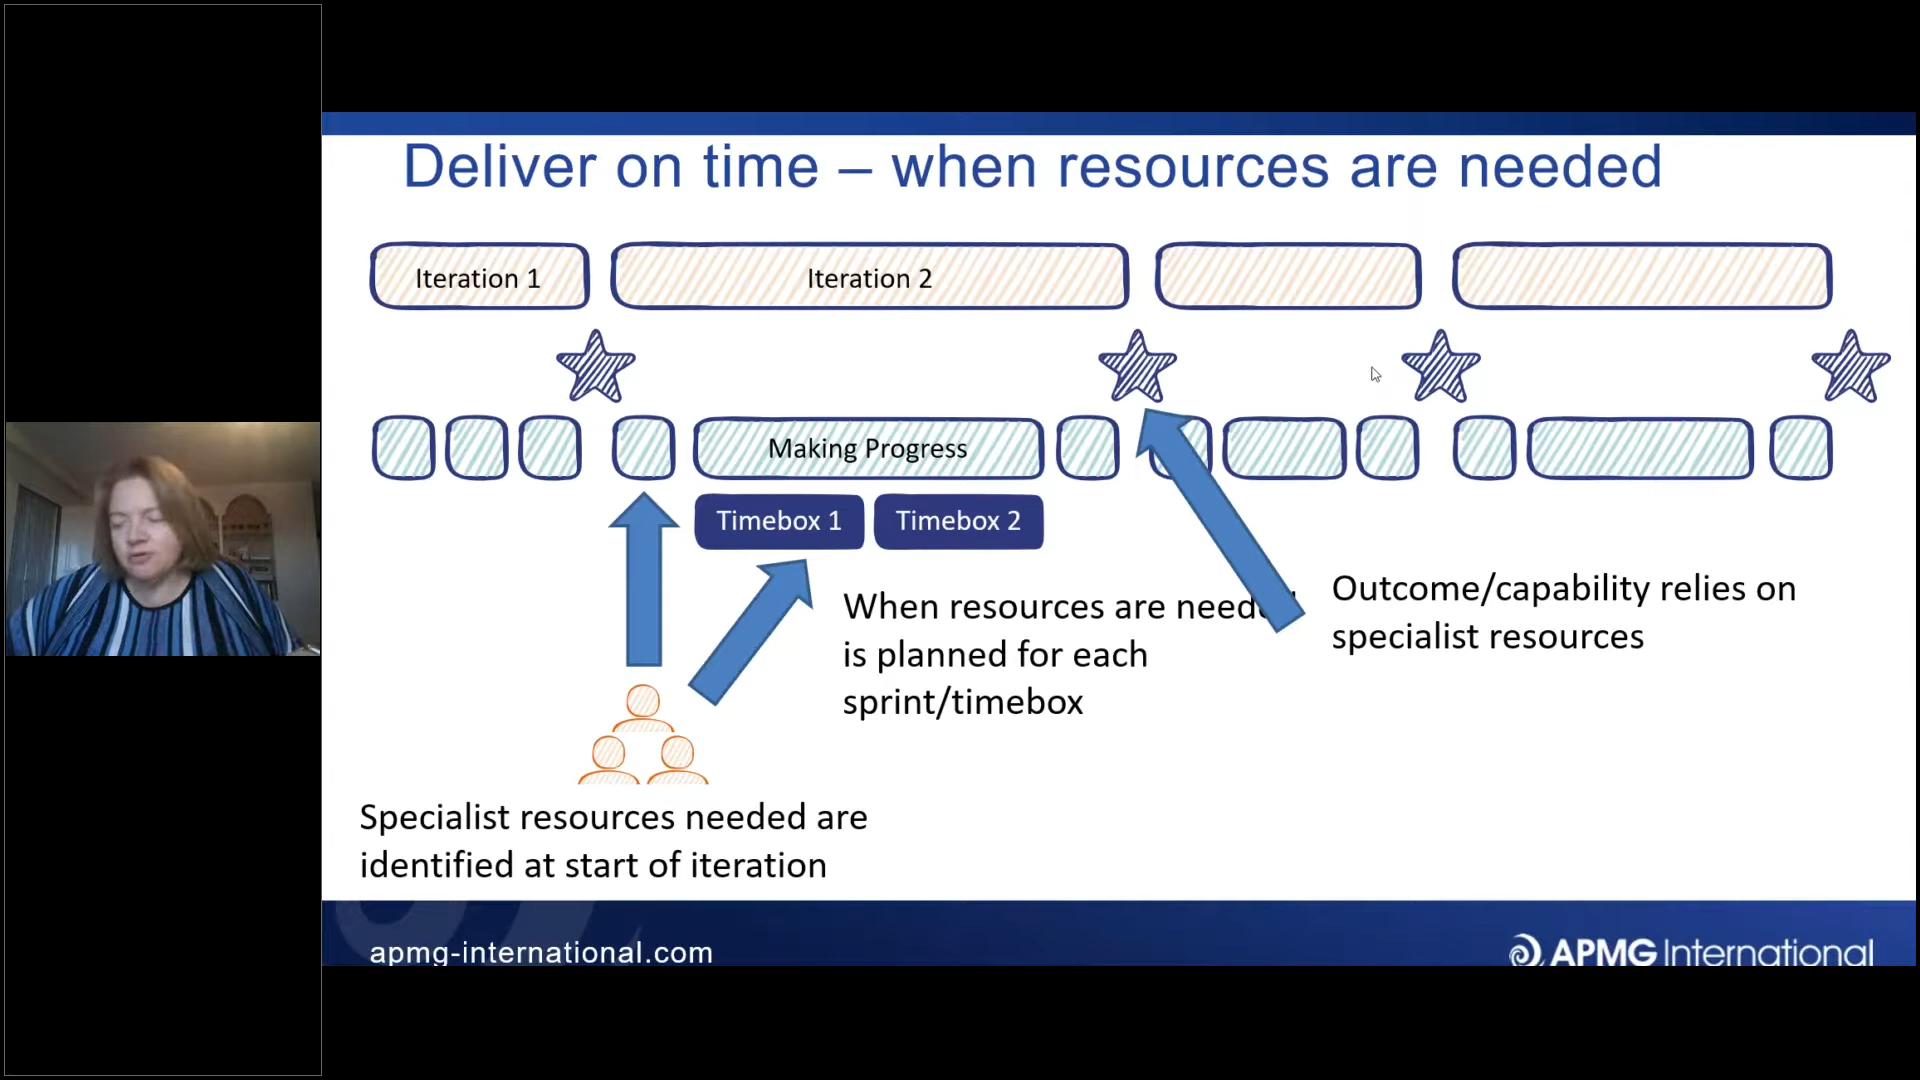 Deliver on time – when resources are needed
Iteration 1
Iteration 2
Making Progress
Timebox 1
Timebox 2
When resources are
is planned for each
sprint/timebox
Outcome/capability relies on
specialist resources
Specialist resources needed are
identified at start of iteration
apmg-international.com
APMG International